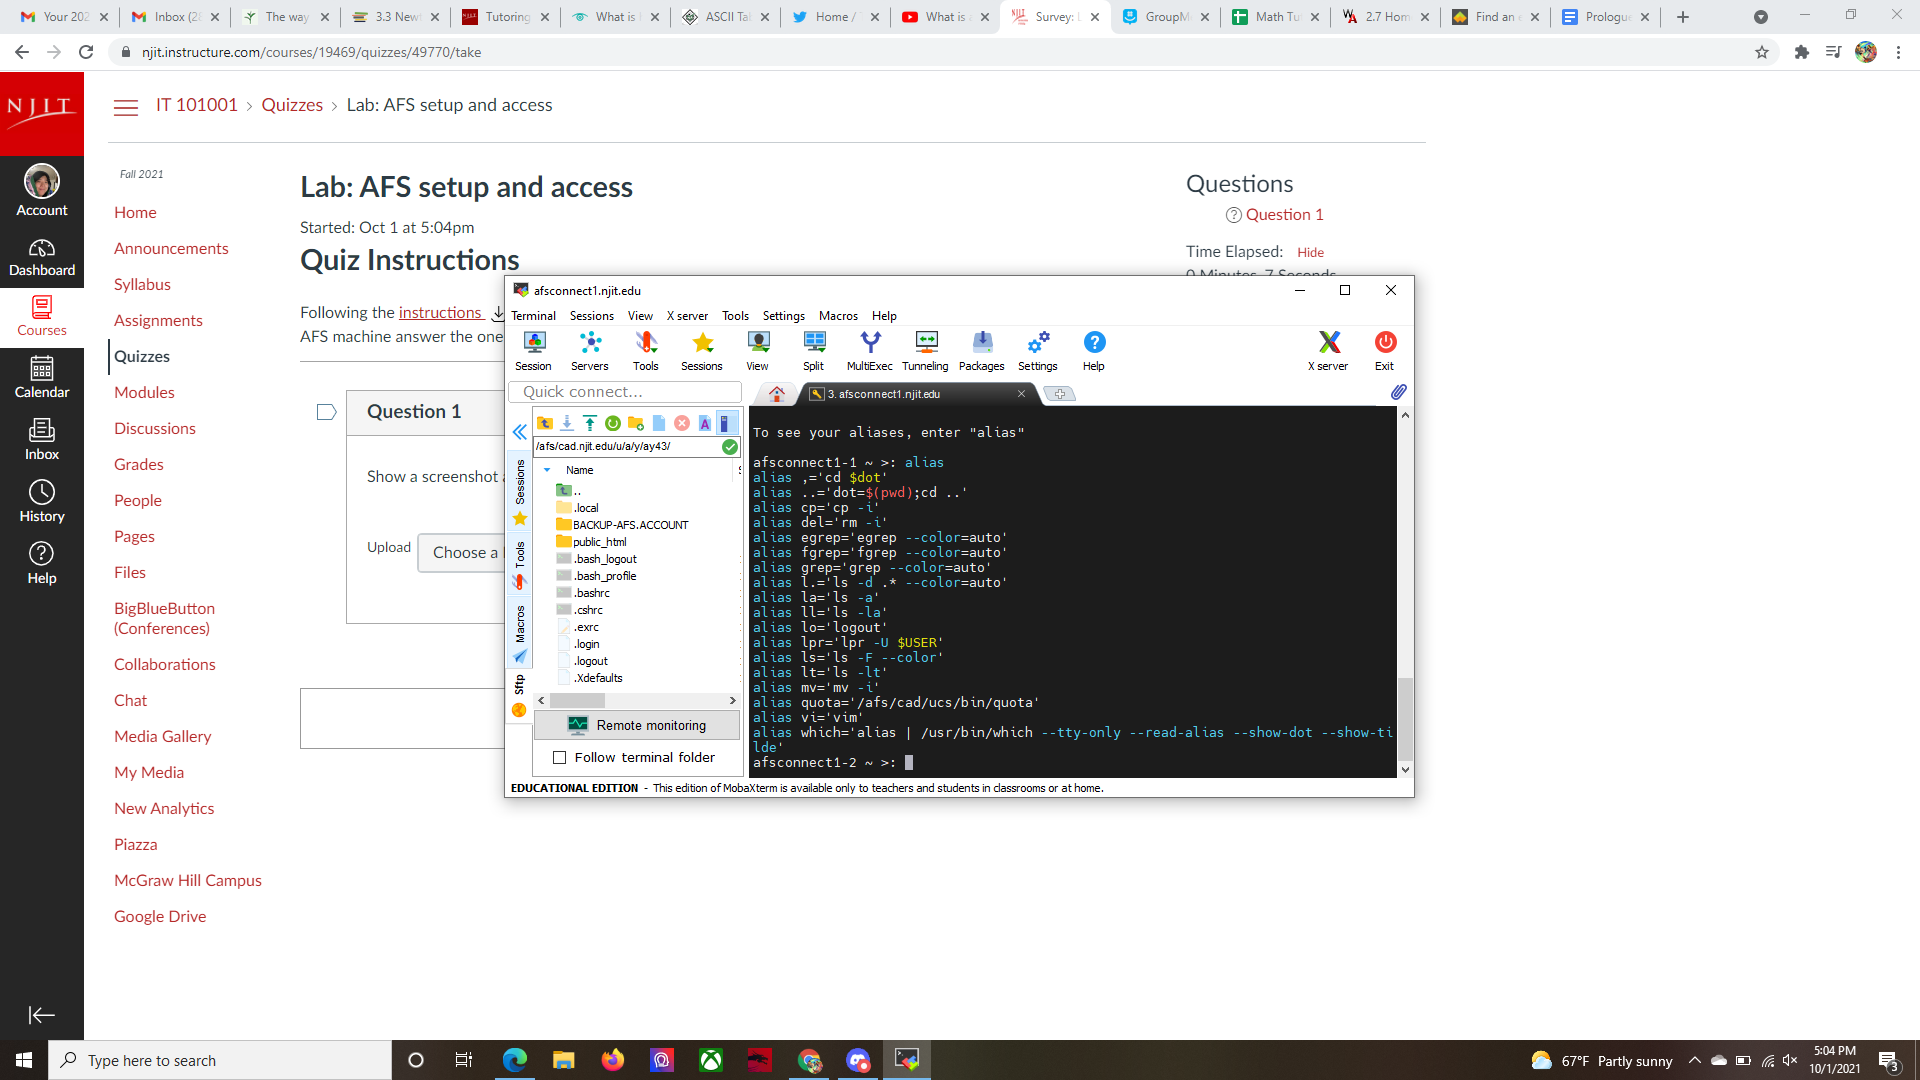 Your 202
Inbox (28
The way
3.3 New
Tutoring
What is
ASCII Ta
Home /
What is
Survey: L
GroupM
Math Tu
2.7 Hom
Find an e
Prologue
njit.instructure.com/courses/19469/quizzes/49770/take
NJIT
IT 101001 > Quizzes > Lab: AFS setup and access
Account
Dashboard
Courses
Calendar
Inbox
History
Help
Fall 2021
Home
Announcements
Syllabus
Assignments
Quizzes
Modules
Discussions
Grades
People
Pages
Files
BigBlueButton
(Conferences)
Collaborations
Chat
Media Gallery
My Media
New Analytics
Piazza
McGraw Hill Campus
Google Drive
Lab: AFS setup and access
Started: Oct 1 at 5:04pm
Quiz Instructions
Following the instructions
AFS machine answer the one
Question 1
Show a screenshot
Upload
Choose a
Questions
Question 1
Time Elapsed: Hide
0 Minutes, 7 Seconds
afsconnect1.njit.edu
Terminal Sessions View X server Tools Settings Macros Help
Session Servers Tools Sessions View Split MultiExec Tunneling Packages Settings Help X server Exit
Quick connect...
3. afsconnect1.njit.edu
/afs/cad.njit.edu/u/a/y/ay43/
Sessions
Tools
Macros
Sftp
Name
..
.local
BACKUP-AFS.ACCOUNT
public_html
.bash_logout
.bash_profile
.bashrc
.cshrc
.exrc
.login
.logout
.Xdefaults
Remote monitoring
Follow terminal folder
To see your aliases, enter "alias"
afsconnect1-1 ~ >: alias
alias ,='cd $dot'
alias ..='dot=$(pwd);cd ..'
alias cp='cp -i'
alias del='rm -i'
alias egrep='egrep --color=auto'
alias fgrep='fgrep --color=auto'
alias grep='grep --color=auto'
alias l.='ls -d .* --color=auto'
alias la='ls -a'
alias ll='ls -la'
alias lo='logout'
alias lpr='lpr -U $USER'
alias ls='ls -F --color'
alias lt='ls -lt'
alias mv='mv -i'
alias quota='/afs/cad/ucs/bin/quota'
alias vi='vim'
alias which='alias | /usr/bin/which --tty-only --read-alias --show-dot --show-ti
lde'
afsconnect1-2 ~ >:
EDUCATIONAL EDITION - This edition of MobaXterm is available only to teachers and students in classrooms or at home.
Type here to search
67°F Partly sunny
5:04 PM
10/1/2021
3